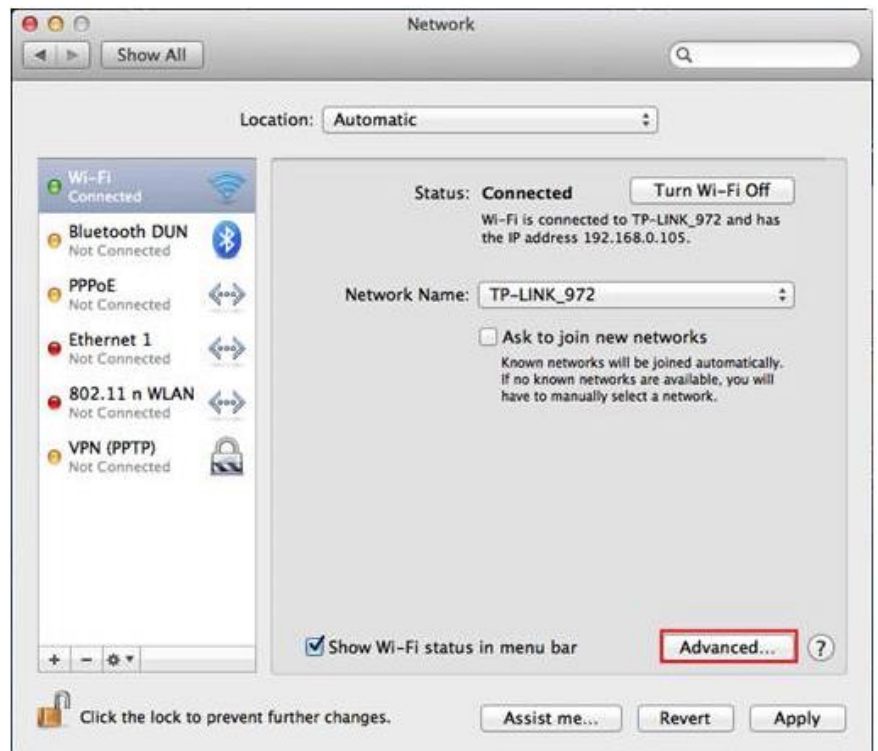 Network
Show All
Location: Automatic
Wi-Fi
Connected
Bluetooth DUN
Not Connected
PPPoE
Not Connected
Ethernet 1
Not Connected
802.11 n WLAN
Not Connected
VPN (PPTP)
Not Connected
Status: Connected Turn Wi-Fi Off
Wi-Fi is connected to TP-LINK_972 and has
the IP address 192.168.0.105.
Network Name: TP-LINK_972
Ask to join new networks
Known networks will be joined automatically.
If no known networks are available, you will
have to manually select a network.
Show Wi-Fi status in menu bar Advanced... ?
Click the lock to prevent further changes. Assist me... Revert Apply